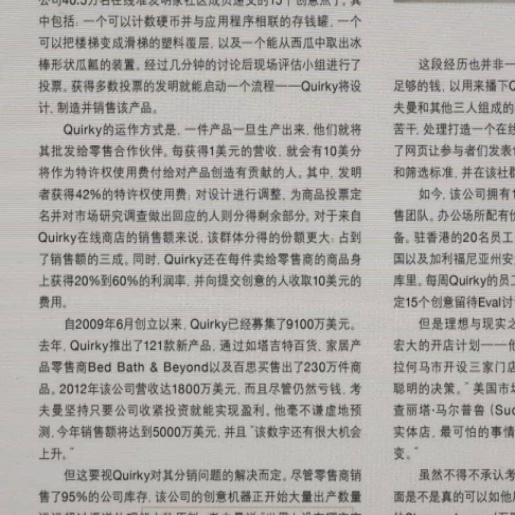 公司40.5万名在线准发明家社区成员递交的15个创意点子。其
中包括：一个可以计数硬币并与应用程序相联的存钱罐，一个
可以把楼梯变成滑梯的塑料覆层，以及一个能从西瓜中取出冰
棒形状瓜瓤的装置。经过几分钟的讨论后现场评估小组进行了
投票。获得多数投票的发明就能启动一个流程——Quirky将设
计，制造并销售该产品。
Quirky的运作方式是，一件产品一旦生产出来，他们就将
其批发给零售合作伙伴。每获得1美元的营收，就会有10美分
将作为特许权使用费付给对产品创造有贡献的人。其中，发明
者获得42%的特许权使用费；对设计进行调整，为商品投票定
名并对市场研究调查做出回应的人则分得剩余部分。对于来自
Quirky在线商店的销售额来说，该群体分得的份额更大：占到
了销售额的三成。同时，Quirky还在每件卖给零售商的商品身
上获得20%到60%的利润率，并向提交创意的人收取10美元的
费用。
自2009年6月创立以来，Quirky已经募集了9100万美元。
去年，Quirky推出了121款新产品，通过如塔吉特百货、家居产
品零售商Bed Bath & Beyond以及百思买售出了230万件商
品。2012年该公司营收达1800万美元，而且尽管仍然亏钱，考
夫曼坚持只要公司收紧投资就能实现盈利。他毫不谦虚地预
测，今年销售额将达到5000万美元，并且“该数字还有很大机会
上升。”
但这要视Quirky对其分销问题的解决而定。尽管零售商销
售了95%的公司库存，该公司的创意机器正开始大量出产数量
这段经历也并非一
足够的钱，以用来播下Q
夫曼和其他三人组成的
苦干，处理打造一个在线
了网页让参与者们发表
和筛选标准，并在该社群
如今，该公司拥有1
售团队。办公场所配有价
备。驻香港的20名员工
国以及加利福尼亚州安
库里。每周Quirky的员工
定15个创意留待Eval讨
但是理想与现实之
宏大的开店计划——他
拉何马市开设三家门店
聪明的决策。”美国市场
查丽塔·马尔普鲁（Suc
实体店，最可怕的事情
变。”
虽然不得不承认考
面是不是真的可以如他